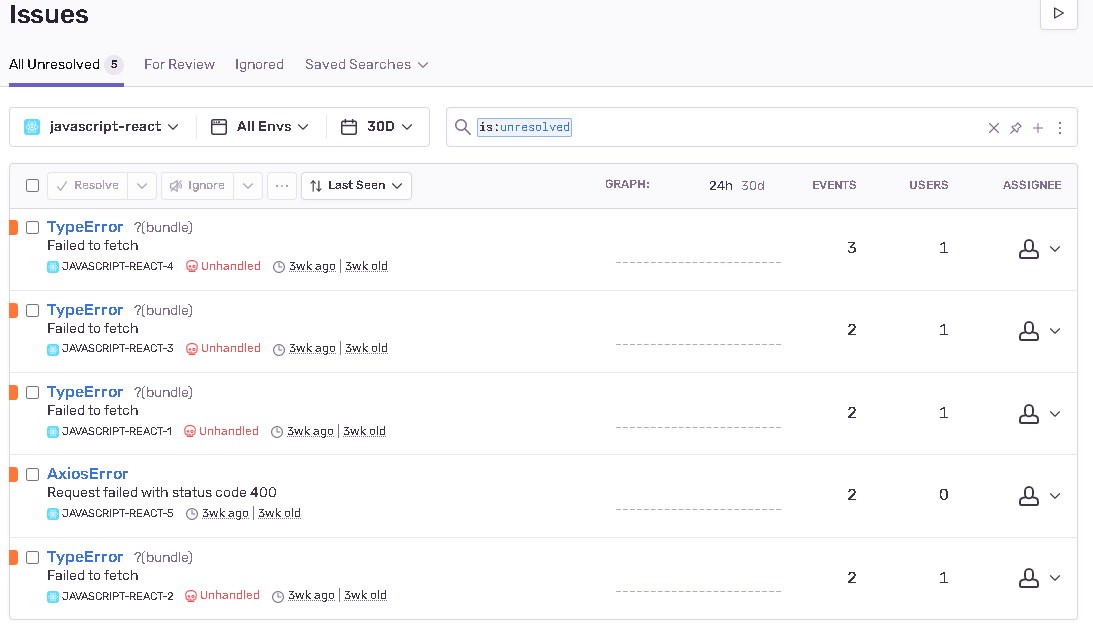 Issues
All Unresolved 5 For Review Ignored Saved Searches
javascript-react All Envs 30D is:unresolved
Resolve Ignore ... Last Seen GRAPH: 24h 30d EVENTS USERS ASSIGNEE
TypeError ?(bundle)
Failed to fetch 3 1
JAVASCRIPT-REACT-4 Unhandled 3wk ago | 3wk old
TypeError ?(bundle)
Failed to fetch 2 1
JAVASCRIPT-REACT-3 Unhandled 3wk ago | 3wk old
TypeError ?(bundle)
Failed to fetch 2 1
JAVASCRIPT-REACT-1 Unhandled 3wk ago | 3wk old
AxiosError
Request failed with status code 400 2 0
JAVASCRIPT-REACT-5 3wk ago | 3wk old
TypeError ?(bundle)
Failed to fetch 2 1
JAVASCRIPT-REACT-2 Unhandled 3wk ago | 3wk old